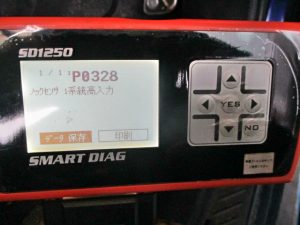 SD1250
1/1: P0328
ノックセンサ 1系統高入力
データ保存
印刷
YES
NO
SMART DIAG